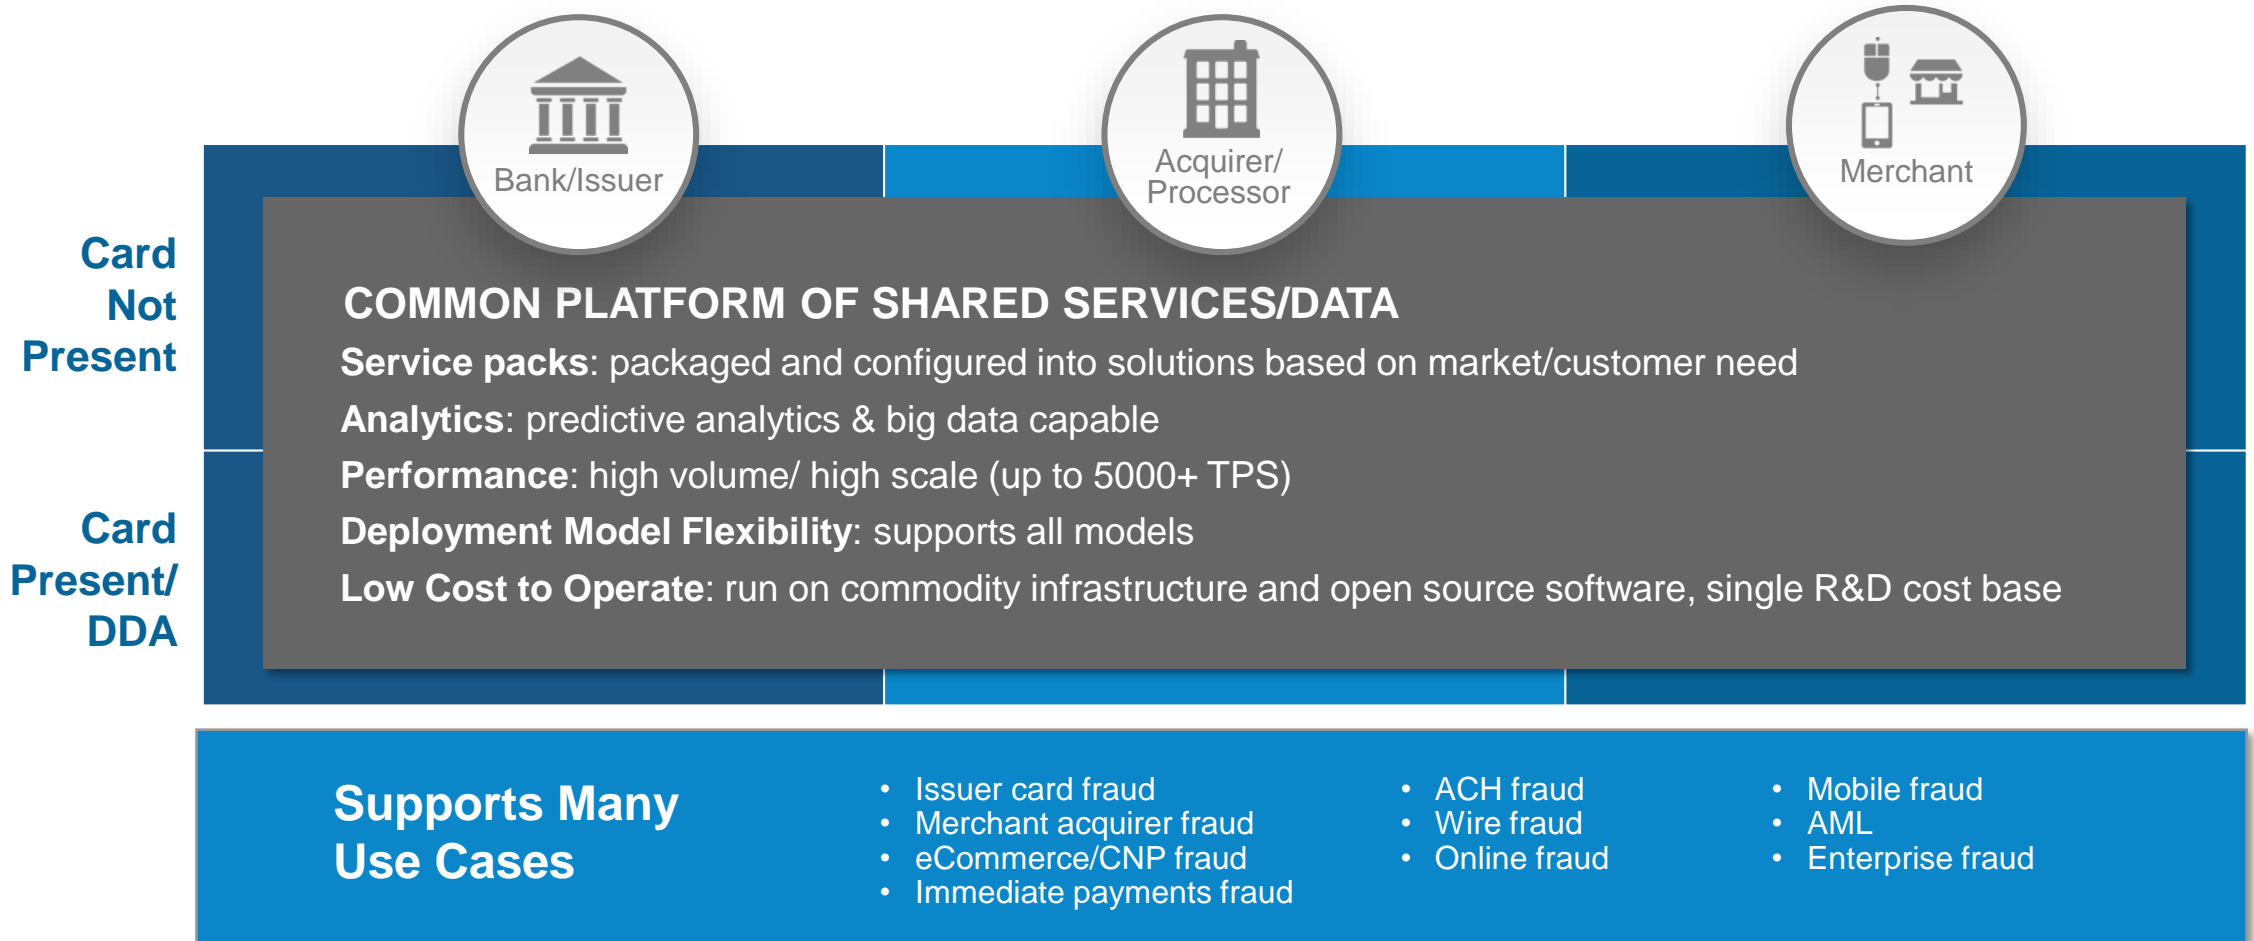 Bank/Issuer
Acquirer/
Processor
Merchant
Card
Not
Present
Card
Present/
DDA
COMMON PLATFORM OF SHARED SERVICES/DATA
Service packs: packaged and configured into solutions based on market/customer need
Analytics: predictive analytics & big data capable
Performance: high volume/ high scale (up to 5000+ TPS)
Deployment Model Flexibility: supports all models
Low Cost to Operate: run on commodity infrastructure and open source software, single R&D cost base
Supports Many
Use Cases
• Issuer card fraud
• Merchant acquirer fraud
• eCommerce/CNP fraud
• Immediate payments fraud
• ACH fraud
• Wire fraud
• Online fraud
• Mobile fraud
• AML
• Enterprise fraud